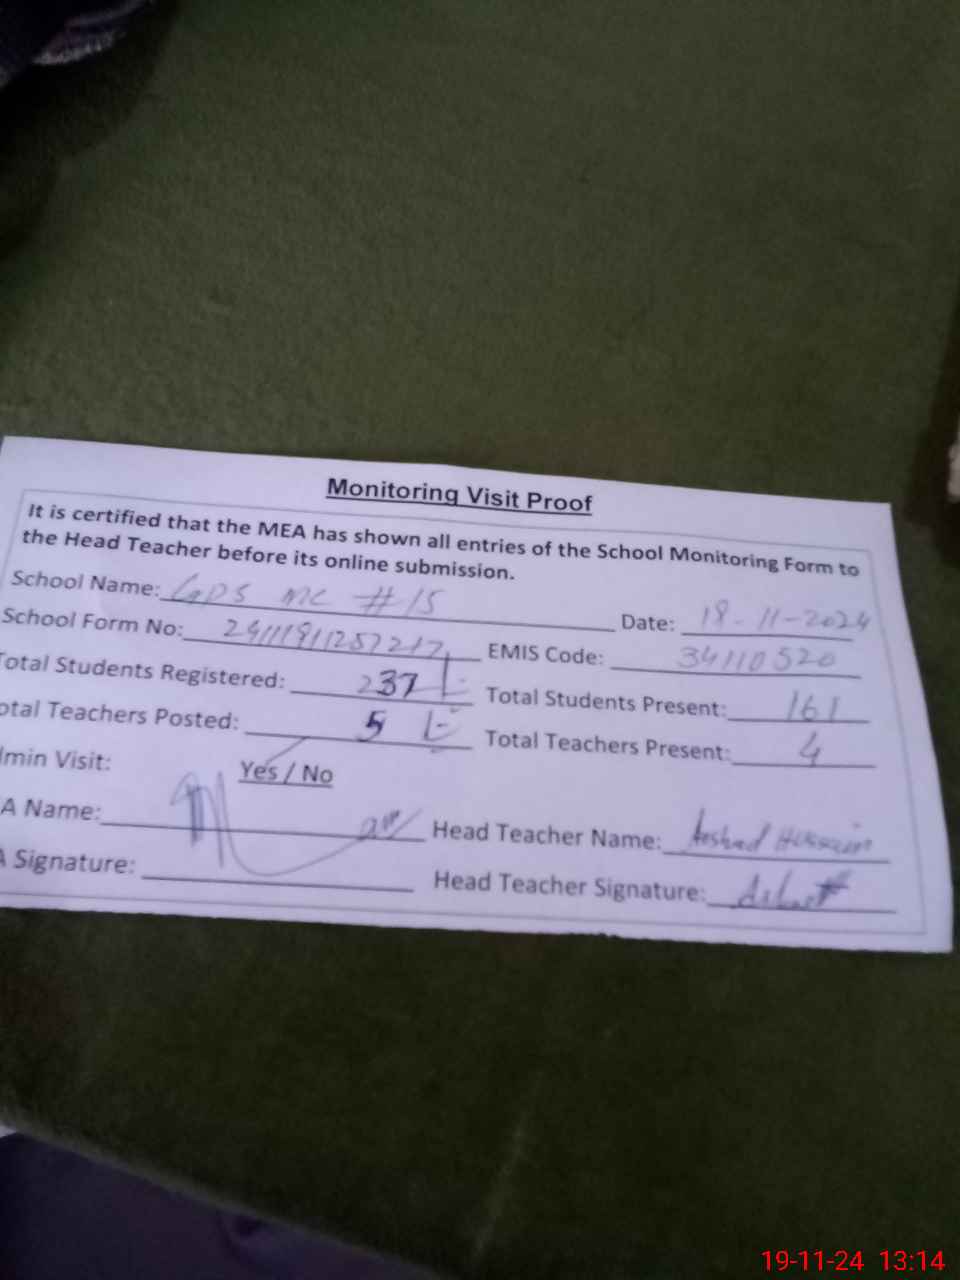 Monitoring Visit Proof
It is certified that the MEA has shown all entries of the School Monitoring Form to
the Head Teacher before its online submission.
School Name: GPS MC #15 Date: 18-11-2024
School Form No: EMIS Code: 34110520
Total Students Registered: 237 Total Students Present: 161
otal Teachers Posted: 5 Total Teachers Present: 4
dmin Visit: Yes / No
A Name: Head Teacher Name: Arshad Hussain
A Signature: Head Teacher Signature:
19-11-24 13:14